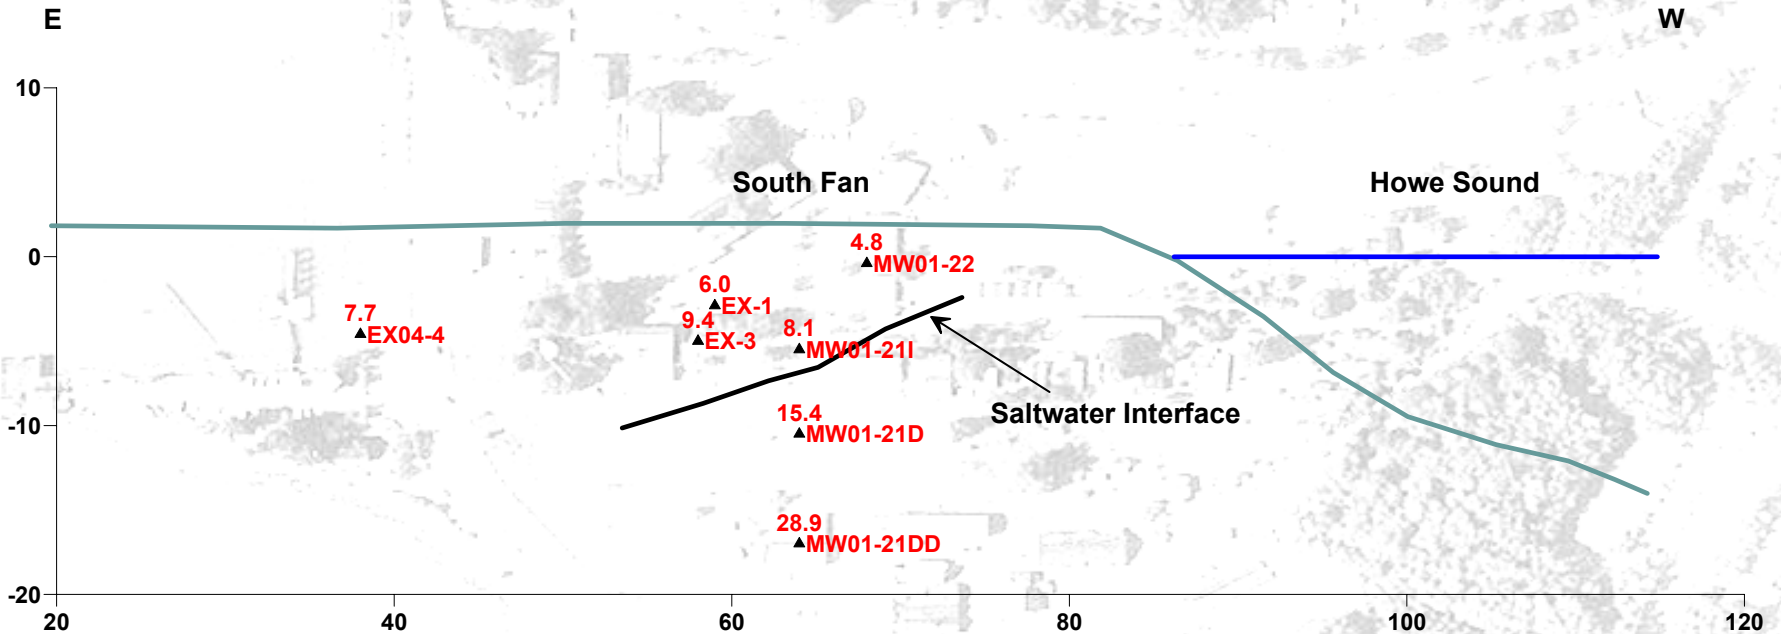 E
W
10
South Fan
Howe Sound
4.8
0
MW01-22
6.0
EX-1
7.7
9.4
8.1
EX04-4
EX-3
MW01-21I
15.4
Saltwater Interface
-10
MW01-21D
28.9
MW01-21DD
-20
20
40
60
80
100
120